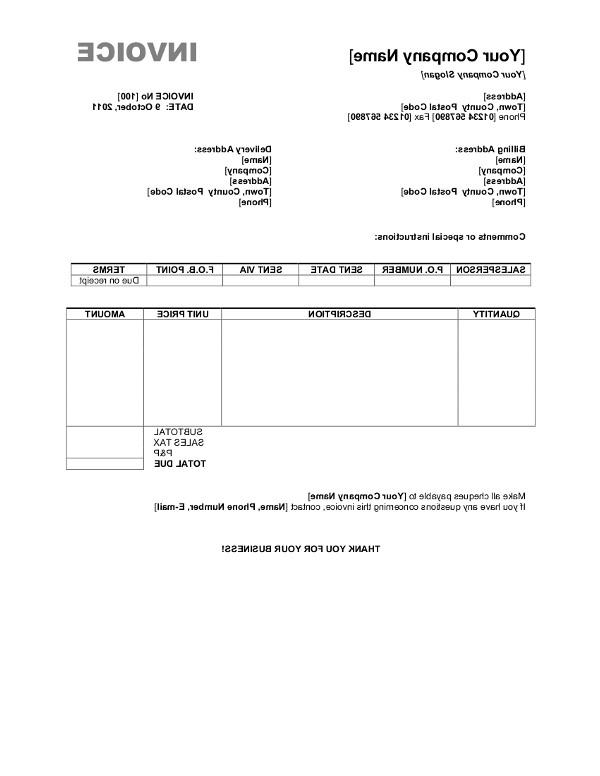 [Your Company Name]
INVOICE
[Your Company Slogan]
[Address]
INVOICE No [100]
[Town, County  Postal Code]
DATE:  9 October, 2011
Phone [01234 567890] Fax [01234 567890]
Billing Address:
Delivery Address:
[Name]
[Name]
[Company]
[Company]
[Address]
[Address]
[Town, County  Postal Code]
[Town, County  Postal Code]
[Phone]
[Phone]
Comments or special instructions:
SALESPERSON P.O. NUMBER SENT DATE SENT VIA F.O.B. POINT TERMS
Due on receipt
QUANTITY DESCRIPTION UNIT PRICE AMOUNT
SUBTOTAL
SALES TAX
P&P
TOTAL DUE
Make all cheques payable to [Your Company Name]
If you have any questions concerning this invoice, contact [Name, Phone Number, E-mail]
THANK YOU FOR YOUR BUSINESS!